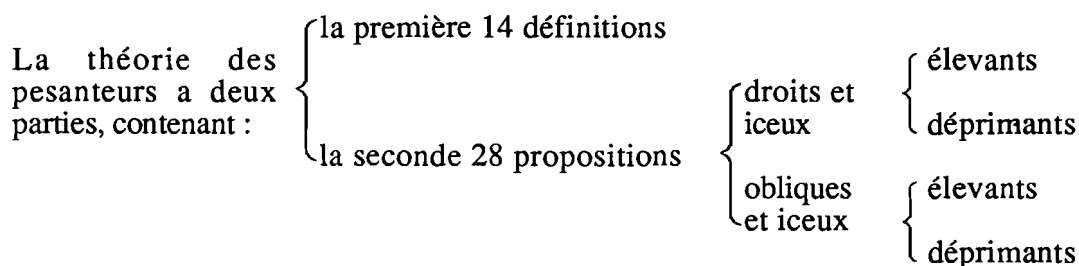 La théorie des
pesanteurs a deux
parties, contenant :
la première 14 définitions
la seconde 28 propositions
droits et
iceux
élevants
déprimants
obliques
et iceux
élevants
déprimants